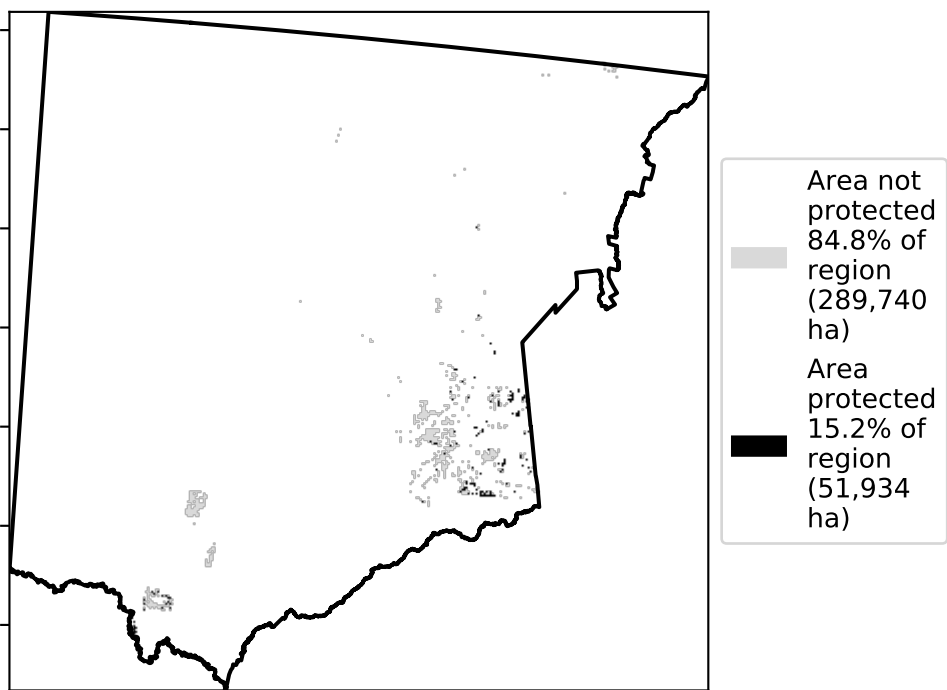 Area not
protected
84.8% of
region
(289,740
ha)
Area
protected
15.2% of
region
(51,934
ha)